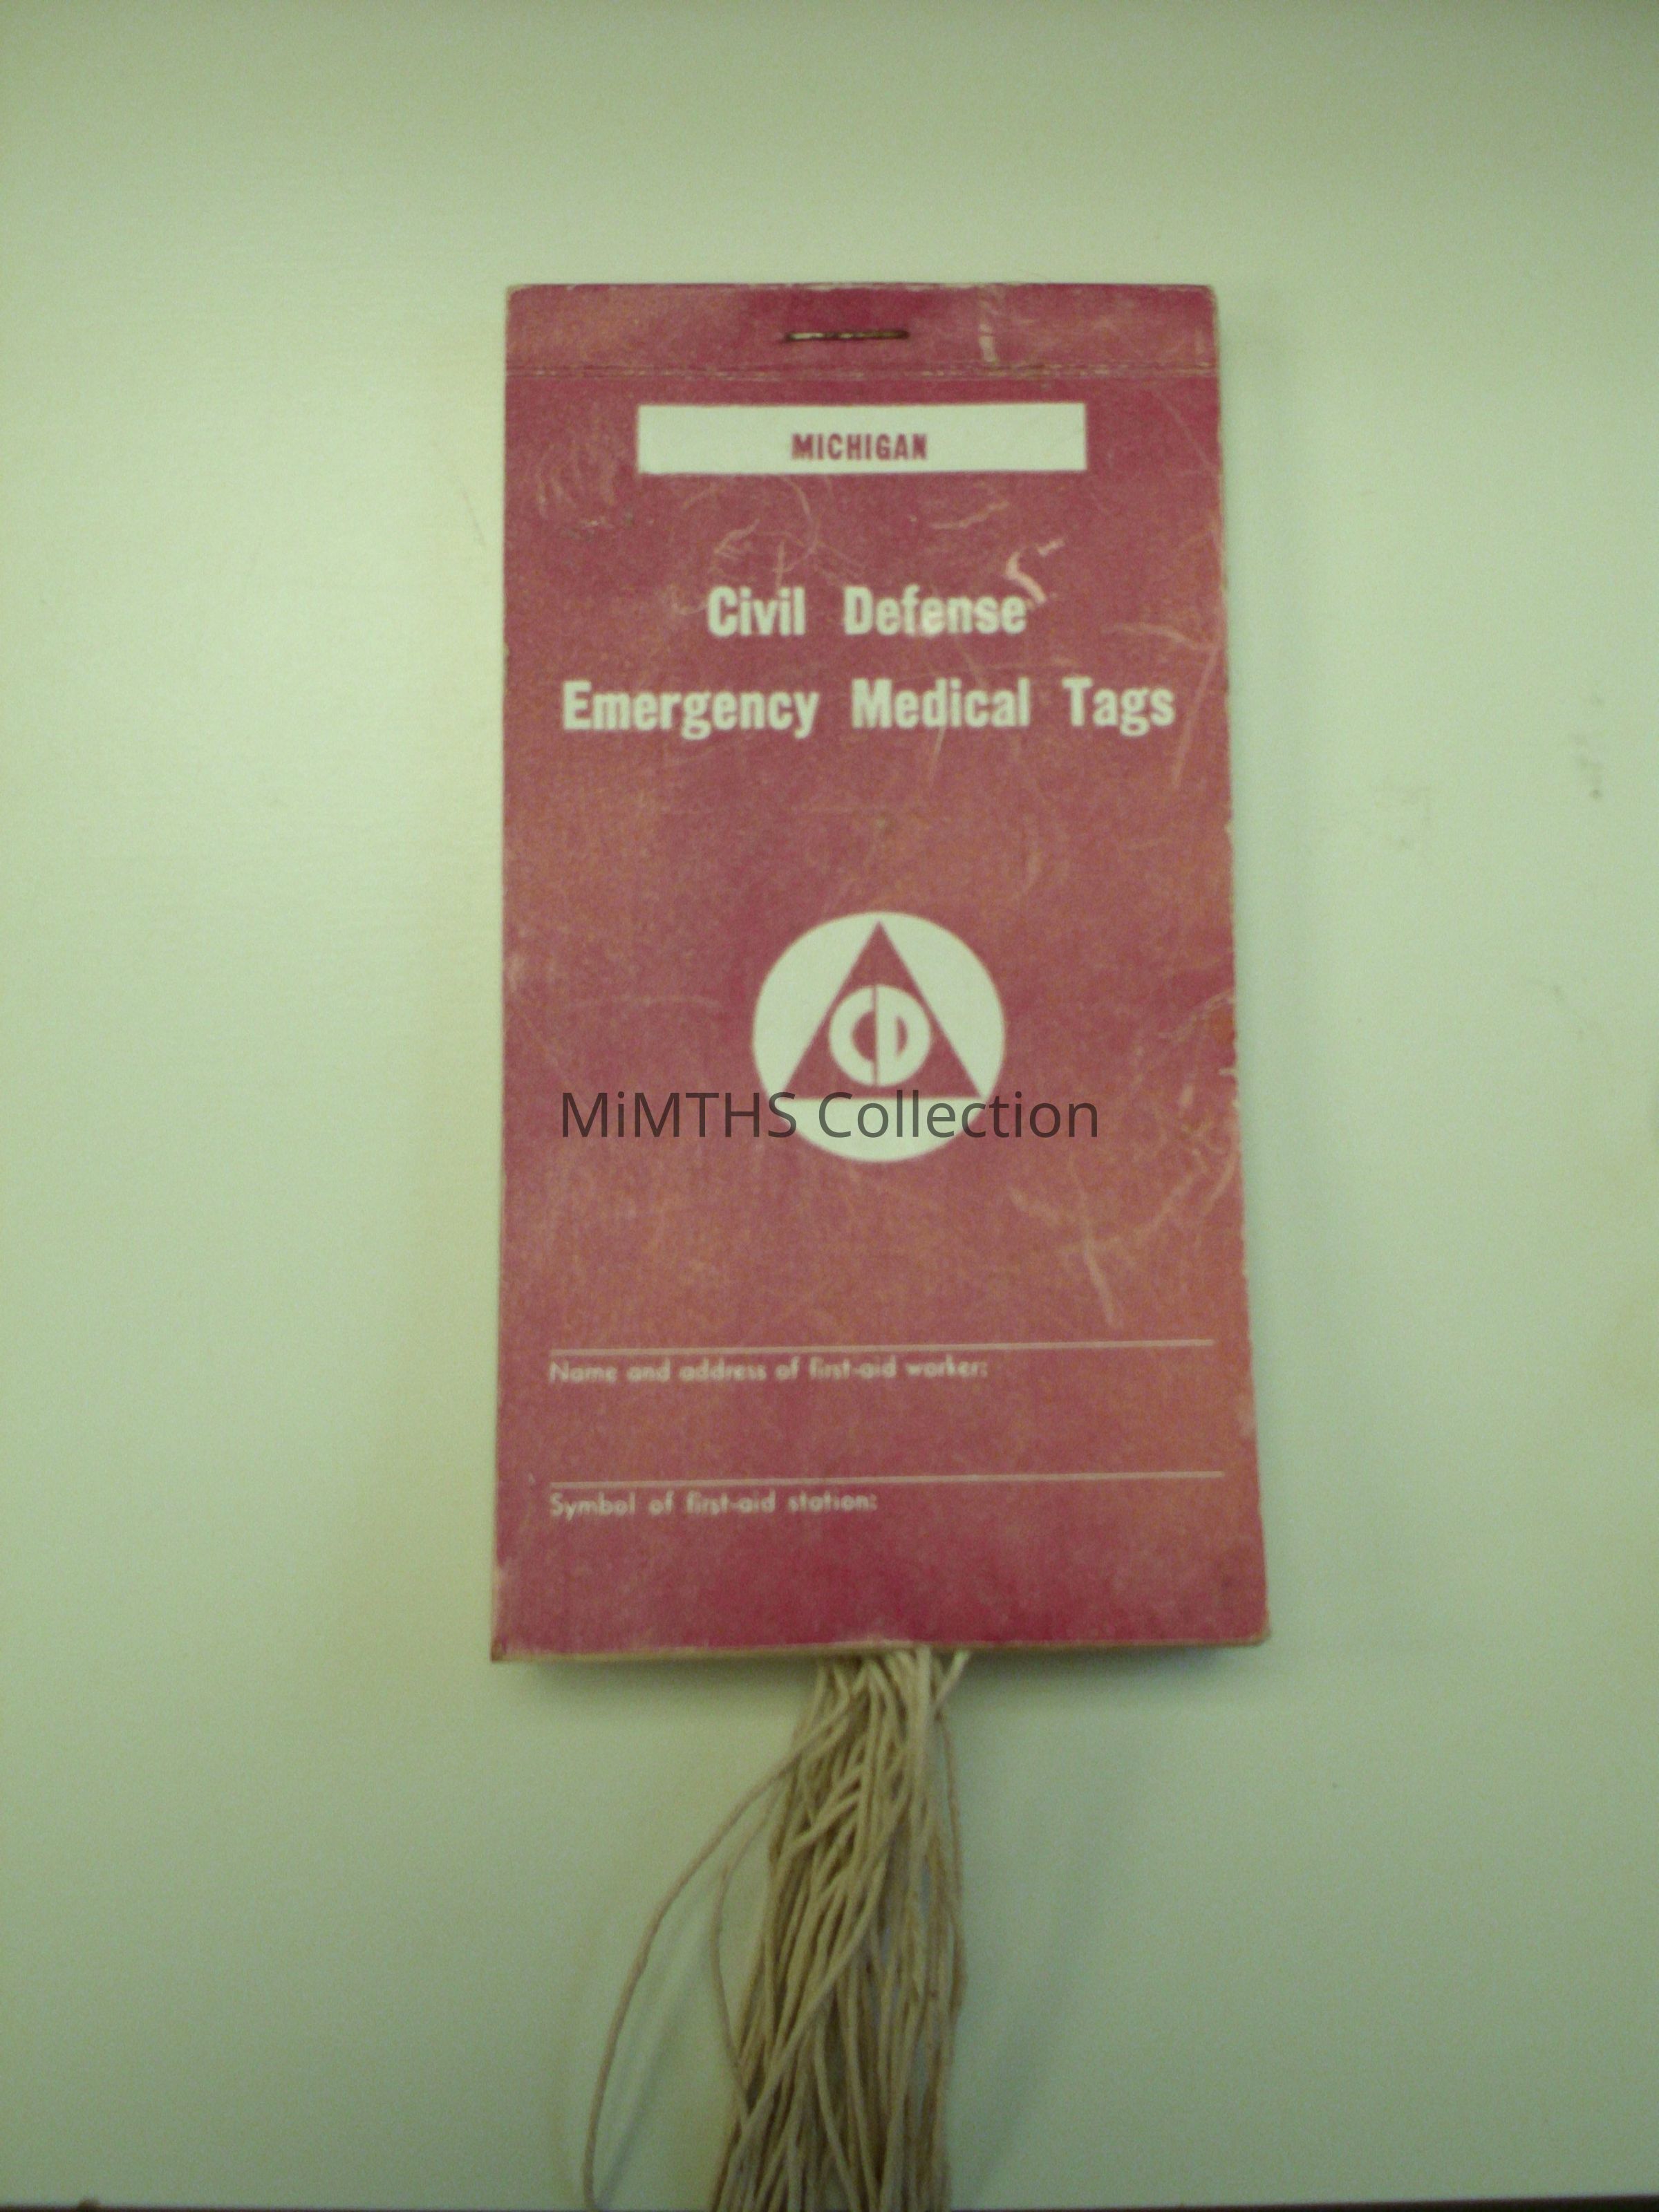 MICHIGAN
Civil Defense
Emergency Medical Tags
CD
MiMTHS Collection
Name and address of first-aid worker:
Symbol of first-aid station: